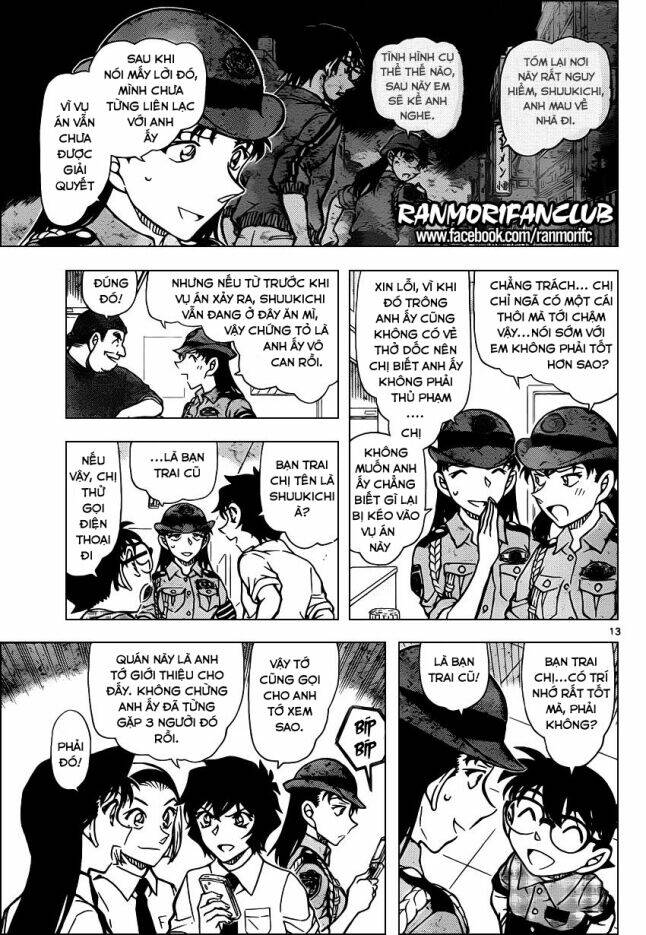 TÓM LẠI NƠI
NÀY RẤT NGUY
HIỂM, SHUUKICHI,
ANH MAU VỀ
NHÀ ĐI.
TÌNH HÌNH CỤ
THỂ THẾ NÀO,
SAU NÀY EM
SẼ KỂ ANH
NGHE.
SAU KHI
NÓI MẤY LỜI ĐÓ,
MÌNH CHƯA
TỪNG LIÊN LẠC
VỚI ANH
ẤY
VĨ VỤ
ÁN VẪN
CHƯA
ĐƯỢC
GIẢI
QUYẾT
RANMORIFANCLUB
www.facebook.com/ranmorifc
CHẲNG TRÁCH... CHỊ
CHỈ NGÃ CÓ MỘT CÁI
THÔI MÀ TỚI CHẬM
VẬY...NÓI SỚM VỚI
EM KHÔNG PHẢI TỐT
HƠN SAO?
XIN LỖI, VĨ KHI
ĐÓ TRÔNG
ANH ẤY CŨNG
KHÔNG CÓ VẺ
THỞ DỐC NÊN
CHỊ BIẾT ANH ẤY
KHÔNG PHẢI
THỦ PHẠM
....
CHỊ
KHÔNG
MUỐN ANH
ẤY CHẲNG
BIẾT GÌ LẠI
BỊ KÉO VÀO
VỤ ÁN NÀY
NHƯNG NẾU TỪ TRƯỚC KHI
VỤ ÁN XẢY RA, SHUUKICHI
VẪN ĐANG Ở ĐÂY ĂN MÌ,
VẬY CHỨNG TỎ LÀ
ANH ẤY VÔ
CAN RỒI.
ĐÚNG
ĐÓ!
BẠN TRAI
CHỊ TÊN LÀ
SHUUKICHI
À?
...LÀ BẠN
TRAI CŨ
NẾU
VẬY, CHỊ
THỬ
GỌI
ĐIỆN
THOẠI
ĐI
13
BẠN TRAI
CHỊ...CÓ TRÍ
NHỚ RẤT TỐT
MÀ, PHẢI
KHÔNG?
LÀ BẠN
TRAI CŨ!
BÍP
BÍP
VẬY TỚ
CŨNG GỌI
CHO ANH
TỚ XEM
SAO.
QUÁN NÀY LÀ ANH
TỚ GIỚI THIỆU CHO
ĐẤY. KHÔNG CHỪNG
ANH ẤY ĐÃ TỪNG
GẶP 3 NGƯỜI ĐÓ
RỒI.
PHẢI
ĐÓ!